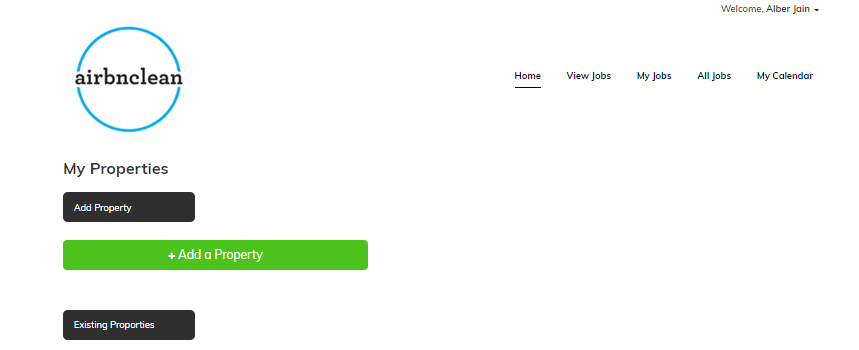 Welcome, Alber Jain
airbnclean
Home View Jobs My Jobs All Jobs My Calendar
My Properties
Add Property
+ Add a Property
Existing Proporties